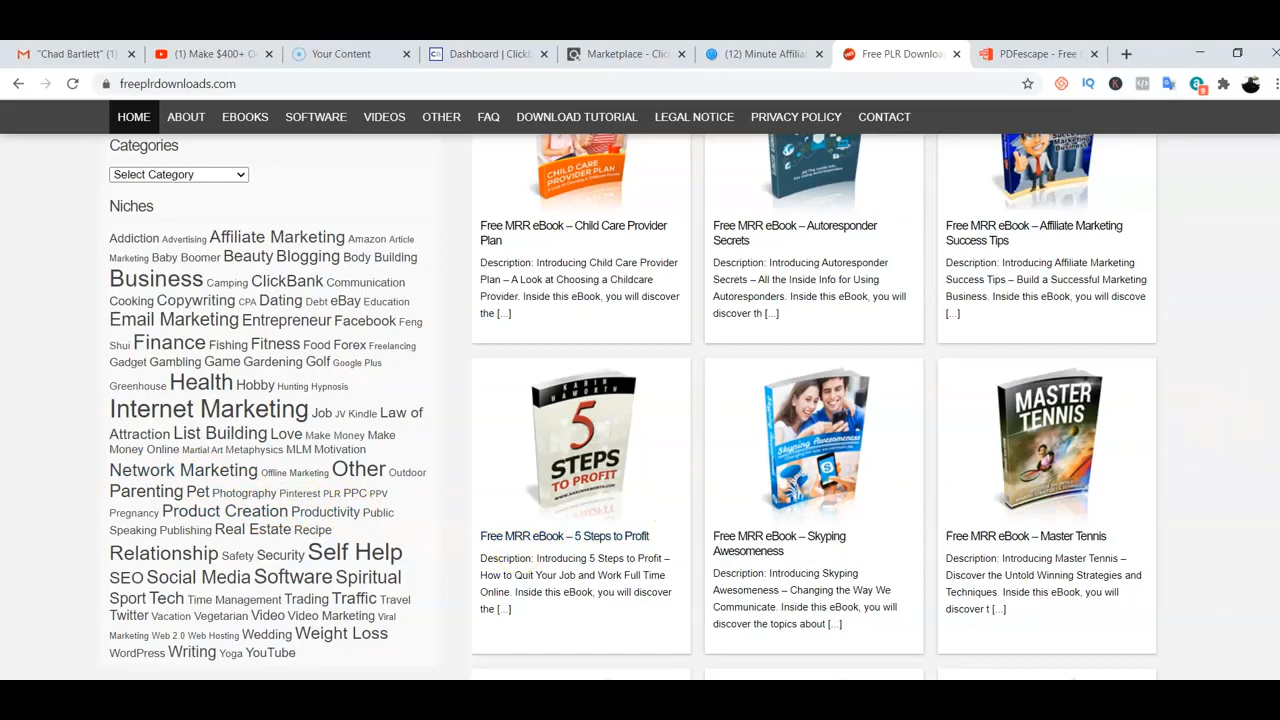 "Chad Bartlett" (1)
(1) Make $400+ O
Your Content
Dashboard | Clickb
Marketplace - Click
(12) Minute Affilia
Free PLR Downloa
PDFescape - Free
freeplrdownloads.com
9
HOME ABOUT EBOOKS SOFTWARE VIDEOS OTHER FAQ DOWNLOAD TUTORIAL LEGAL NOTICE PRIVACY POLICY CONTACT
Categories
Select Category
Niches
Addiction Advertising Affiliate Marketing Amazon Article
Marketing Baby Boomer Beauty Blogging Body Building
Business Camping ClickBank Communication
Cooking Copywriting CPA Dating Debt eBay Education
Email Marketing Entrepreneur Facebook Feng
Shui Finance Fishing Fitness Food Forex Freelancing
Gadget Gambling Game Gardening Golf Google Plus
Greenhouse Health Hobby Hunting Hypnosis
Internet Marketing Job JV Kindle Law of
Attraction List Building Love Make Money Make
Money Online Martial Art Metaphysics MLM Motivation
Network Marketing Offline Marketing Other Outdoor
Parenting Pet Photography Pinterest PLR PPC PPV
Pregnancy Product Creation Productivity Public
Speaking Publishing Real Estate Recipe
Relationship Safety Security Self Help
SEO Social Media Software Spiritual
Sport Tech Time Management Trading Traffic Travel
Twitter Vacation Vegetarian Video Video Marketing Viral
Marketing Web 2.0 Web Hosting Wedding Weight Loss
WordPress Writing Yoga YouTube
CHILD CARE
PROVIDER PLAN
Free MRR eBook – Child Care Provider
Plan
Description: Introducing Child Care Provider
Plan – A Look at Choosing a Childcare
Provider. Inside this eBook, you will discover
the [...]
Free MRR eBook – Autoresponder
Secrets
Description: Introducing Autoresponder
Secrets – All the Inside Info for Using
Autoresponders. Inside this eBook, you will
discover th [...]
Free MRR eBook – Affiliate Marketing
Success Tips
Description: Introducing Affiliate Marketing
Success Tips – Build a Successful Marketing
Business. Inside this eBook, you will discove
[...]
KARIN
HAWORTH
5
STEPS
TO PROFIT
Free MRR eBook – 5 Steps to Profit
Description: Introducing 5 Steps to Profit –
How to Quit Your Job and Work Full Time
Online. Inside this eBook, you will discover
the [...]
Skyping
Awesomeness
Free MRR eBook – Skyping
Awesomeness
Description: Introducing Skyping
Awesomeness – Changing the Way We
Communicate. Inside this eBook, you will
discover the topics about [...]
MASTER
TENNIS
Free MRR eBook – Master Tennis
Description: Introducing Master Tennis –
Discover the Untold Winning Strategies and
Techniques. Inside this eBook, you will
discover t [...]